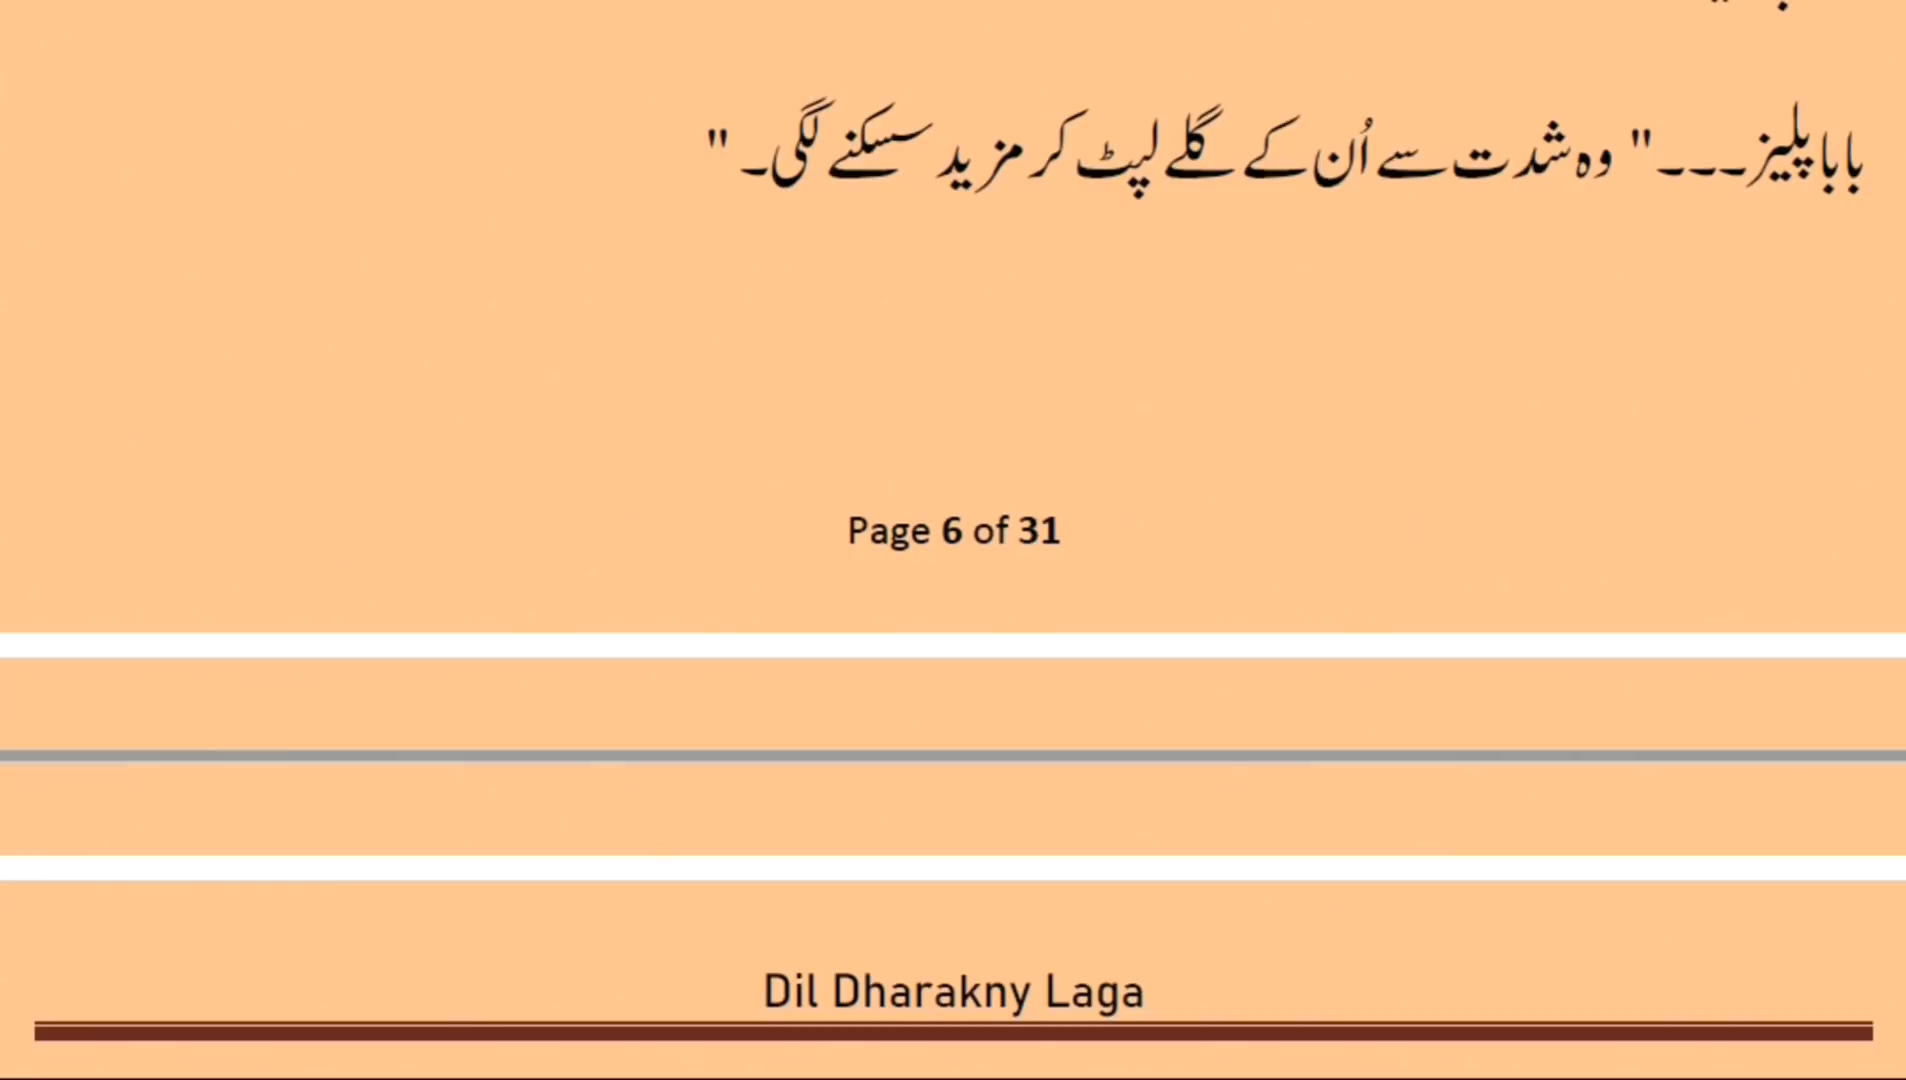 بابا پلیز۔۔۔" وہ شدت سے اُن کے گلے لپٹ کر مزید سسکنے لگی۔ "
Page 6 of 31
Dil Dharakny Laga